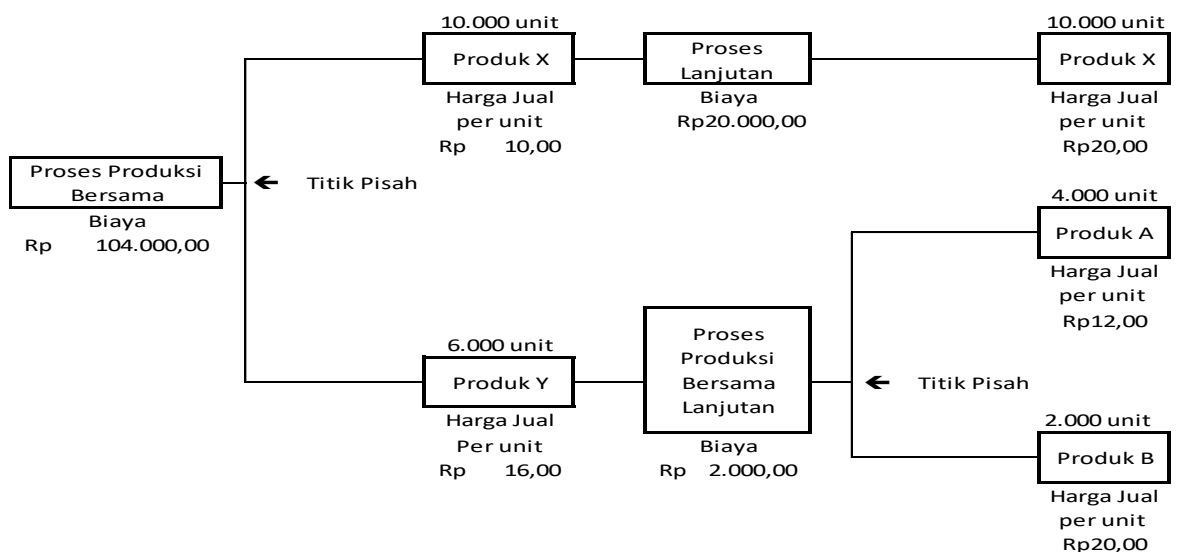 10.000 unit
Produk X
Harga Jual
per unit
Rp 10,00
Proses
Lanjutan
Biaya
Rp20.000,00
10.000 unit
Produk X
Harga Jual
per unit
Rp20,00
Proses Produksi
Bersama
Biaya
Rp 104.000,00
← Titik Pisah
4.000 unit
Produk A
Harga Jual
per unit
Rp12,00
6.000 unit
Produk Y
Harga Jual
Per unit
Rp 16,00
Proses
Produksi
Bersama
Lanjutan
Biaya
Rp 2.000,00
← Titik Pisah
2.000 unit
Produk B
Harga Jual
per unit
Rp20,00